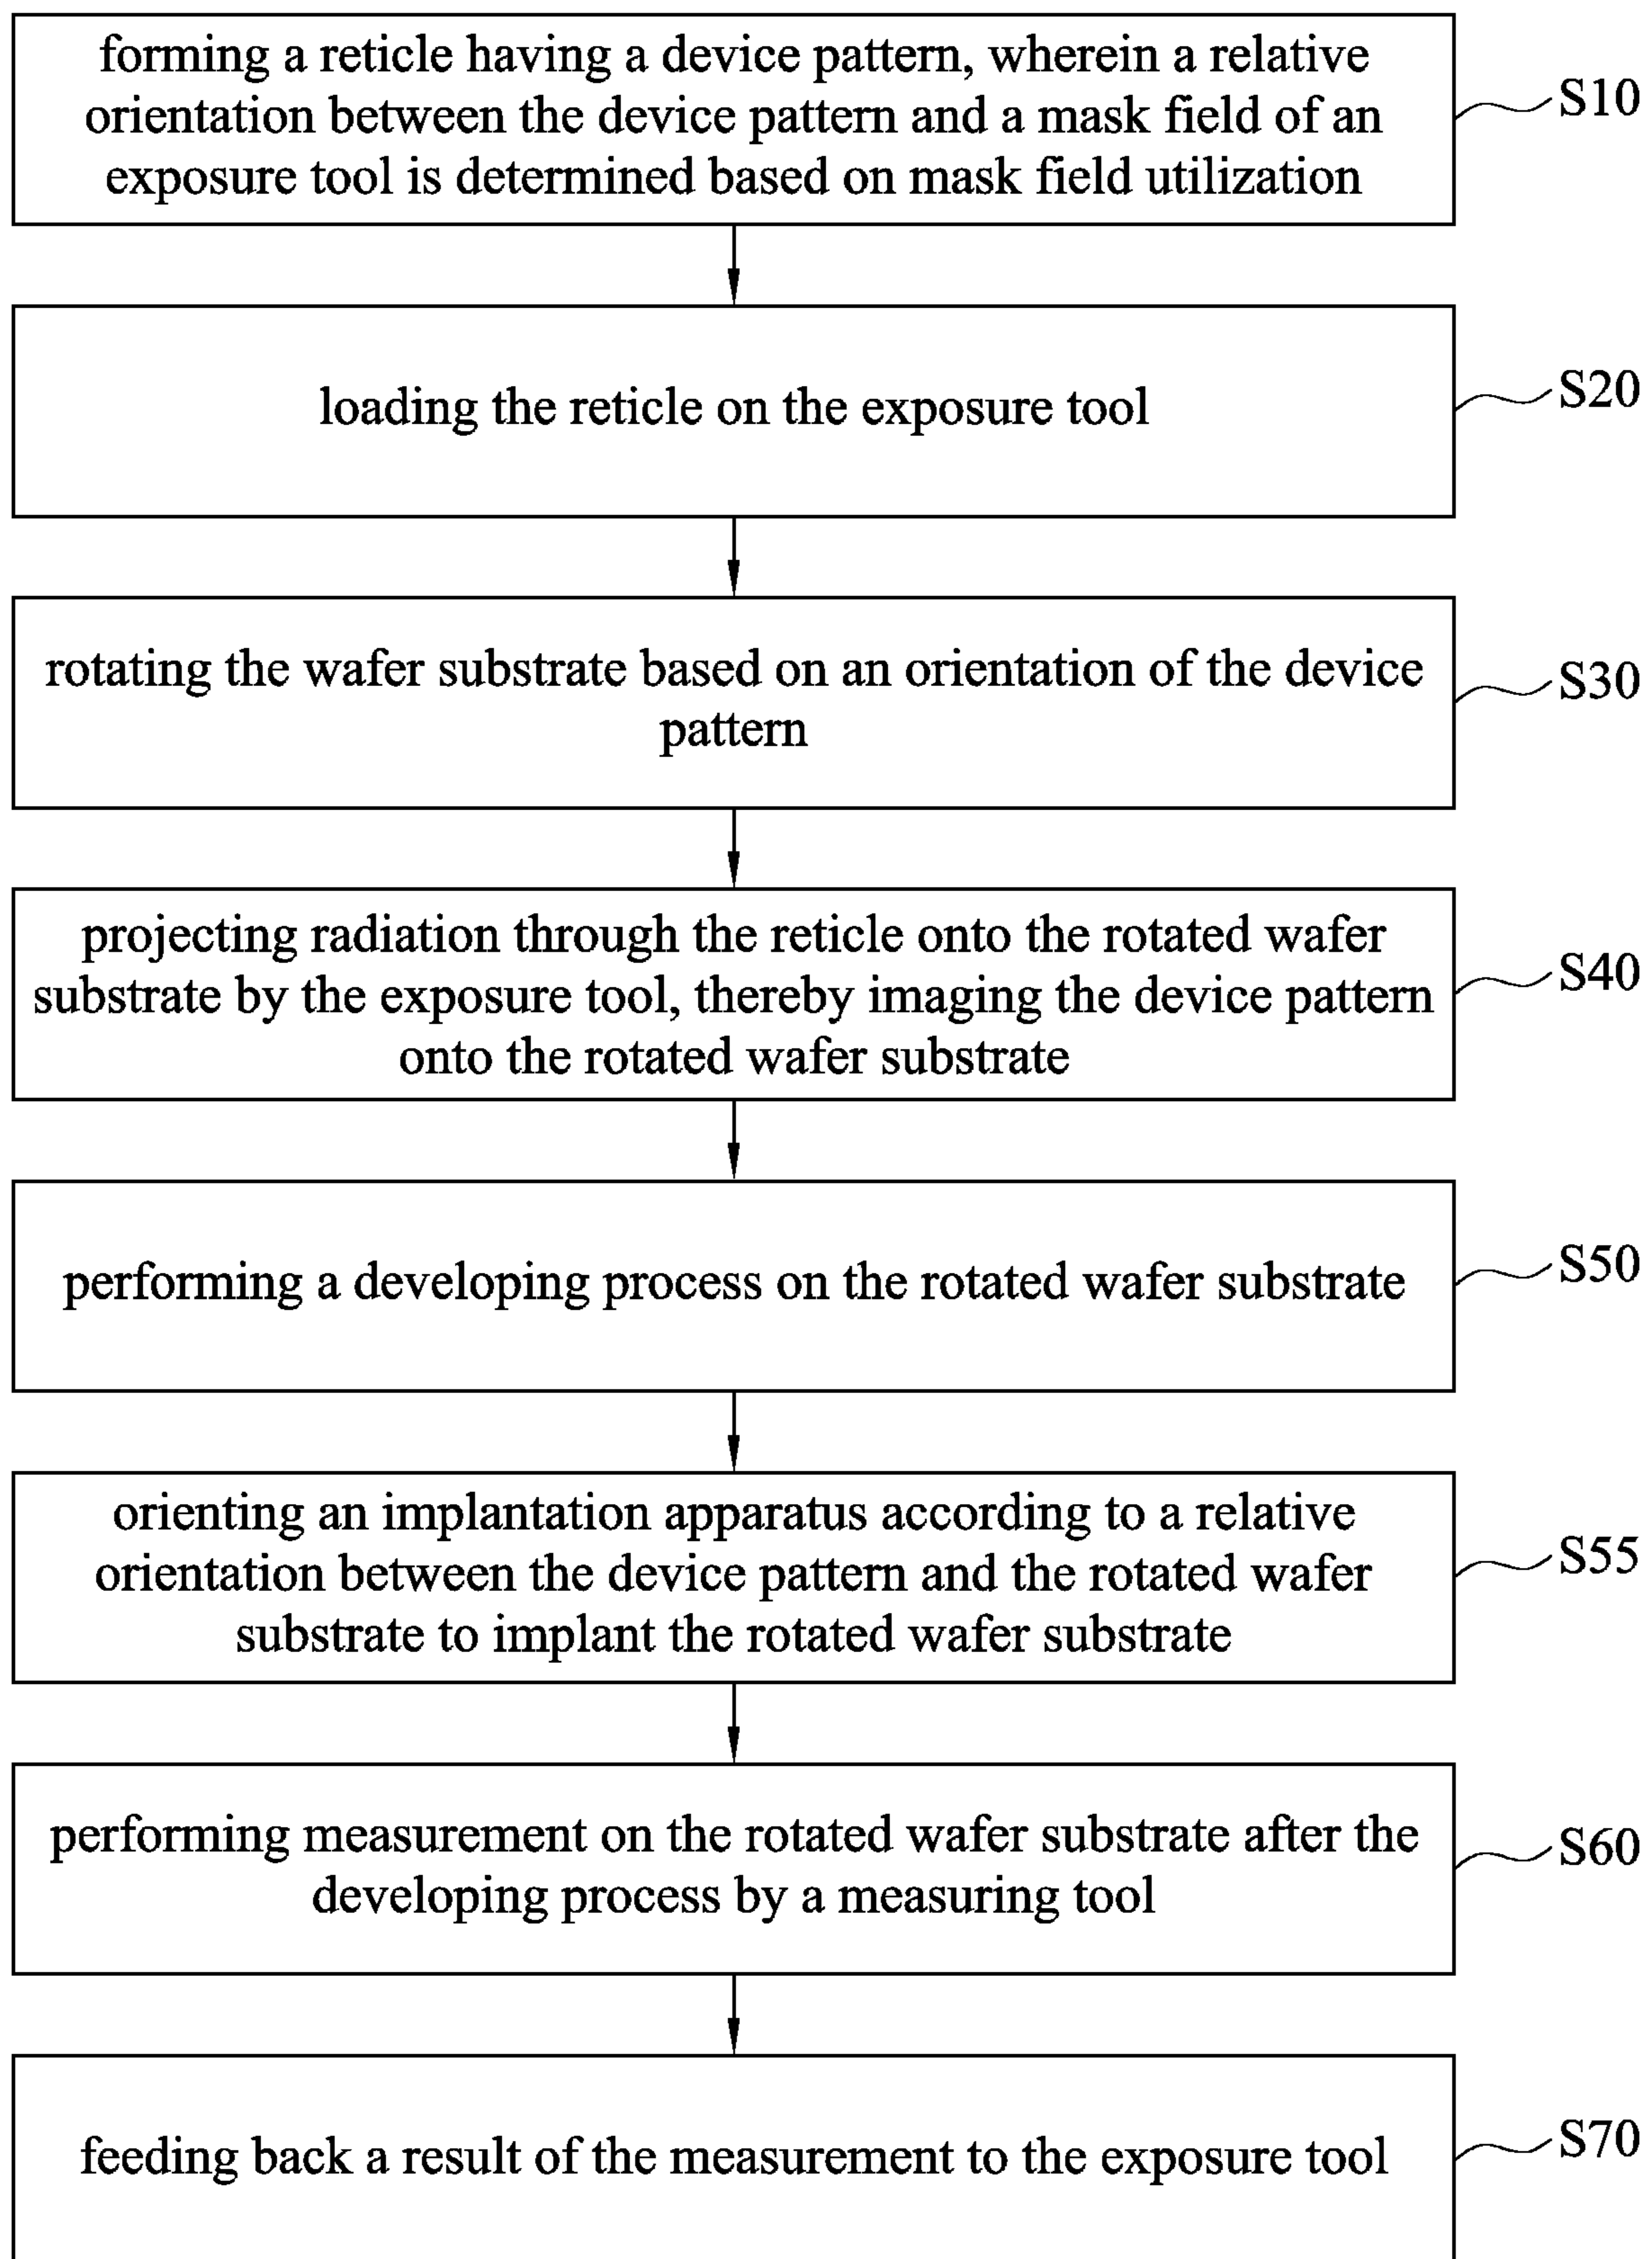 forming a reticle having a device pattern, wherein a relative
orientation between the device pattern and a mask field of an
exposure tool is determined based on mask field utilization
S10
loading the reticle on the exposure tool
S20
rotating the wafer substrate based on an orientation of the device
pattern
S30
projecting radiation through the reticle onto the rotated wafer
substrate by the exposure tool, thereby imaging the device pattern
onto the rotated wafer substrate
S40
performing a developing process on the rotated wafer substrate
S50
orienting an implantation apparatus according to a relative
orientation between the device pattern and the rotated wafer
substrate to implant the rotated wafer substrate
S55
performing measurement on the rotated wafer substrate after the
developing process by a measuring tool
S60
feeding back a result of the measurement to the exposure tool
S70